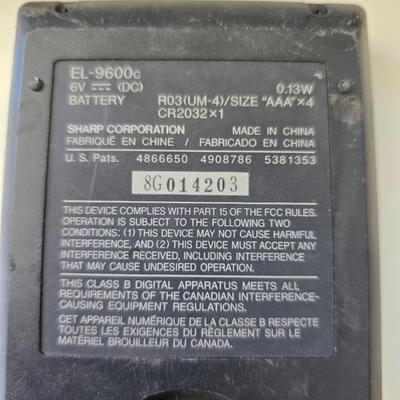 EL-9600c
6V ⎓ (DC) 0.13W
BATTERY R03(UM-4)/SIZE "AAA"×4
CR2032×1
SHARP CORPORATION MADE IN CHINA
FABRIQUÉ EN CHINE / FABRICADO EN CHINA
U.S. Pats. 4866650 4908786 5381353
8G014203
THIS DEVICE COMPLIES WITH PART 15 OF THE FCC RULES.
OPERATION IS SUBJECT TO THE FOLLOWING TWO
CONDITIONS: (1) THIS DEVICE MAY NOT CAUSE HARMFUL
INTERFERENCE, AND (2) THIS DEVICE MUST ACCEPT ANY
INTERFERENCE RECEIVED, INCLUDING INTERFERENCE
THAT MAY CAUSE UNDESIRED OPERATION.
THIS CLASS B DIGITAL APPARATUS MEETS ALL
REQUIREMENTS OF THE CANADIAN INTERFERENCE-
CAUSING EQUIPMENT REGULATIONS.
CET APPAREIL NUMÉRIQUE DE LA CLASSE B RESPECTE
TOUTES LES EXIGENCES DU RÈGLEMENT SUR LE
MATÉRIEL BROUILLEUR DU CANADA.